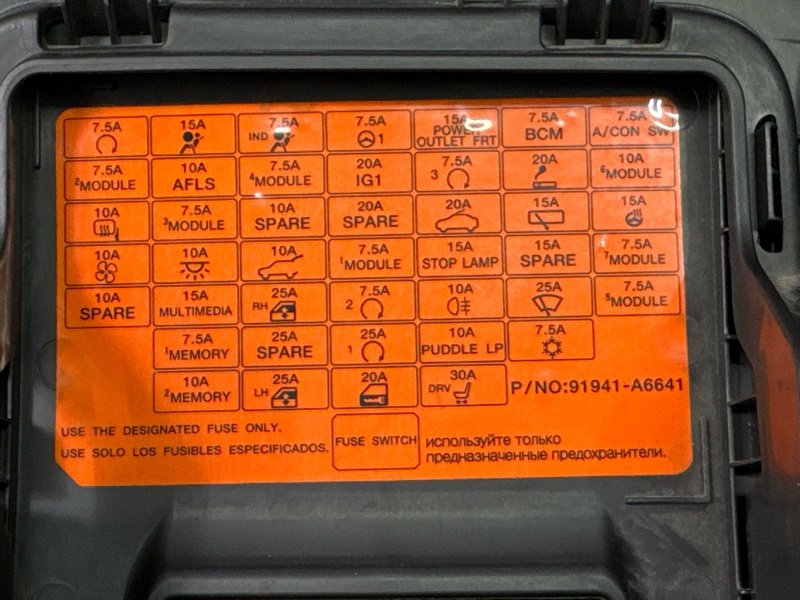 7.5A 15A 7.5A 7.5A 15A 7.5A 7.5A
IND 1 POWER OUTLET FRT BCM A/CON SW
7.5A 10A 7.5A 20A 7.5A 20A 10A
²MODULE AFLS ⁴MODULE IG1 3 ⁶MODULE
10A 7.5A 10A 20A 20A 15A 15A
³MODULE SPARE SPARE
10A 10A 10A 7.5A 15A 15A 7.5A
¹MODULE STOP LAMP SPARE ⁷MODULE
10A 15A 25A 7.5A 10A 25A 7.5A
SPARE MULTIMEDIA RH 2 ⁵MODULE
7.5A 25A 25A 10A 7.5A
¹MEMORY SPARE 1 PUDDLE LP
10A 25A 20A 30A
²MEMORY LH DRV P/NO:91941-A6641
USE THE DESIGNATED FUSE ONLY.
USE SOLO LOS FUSIBLES ESPECIFICADOS.
FUSE SWITCH
используйте только
предназначенные предохранители.